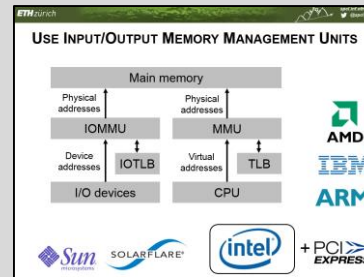 ETH zürich
USE INPUT/OUTPUT MEMORY MANAGEMENT UNITS
Main memory
Physical
addresses
Physical
addresses
IOMMU
MMU
Device
addresses
IOTLB
Virtual
addresses
TLB
I/O devices
CPU
AMD
IBM
ARM
Sun
microsystems
SOLARFLARE
intel
+ PCI
EXPRESS